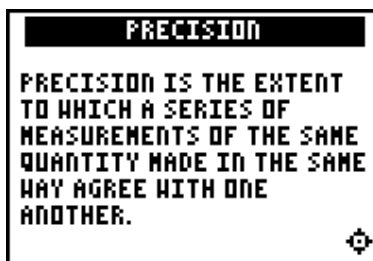 PRECISION
PRECISION IS THE EXTENT
TO WHICH A SERIES OF
MEASUREMENTS OF THE SAME
QUANTITY MADE IN THE SAME
WAY AGREE WITH ONE
ANOTHER.